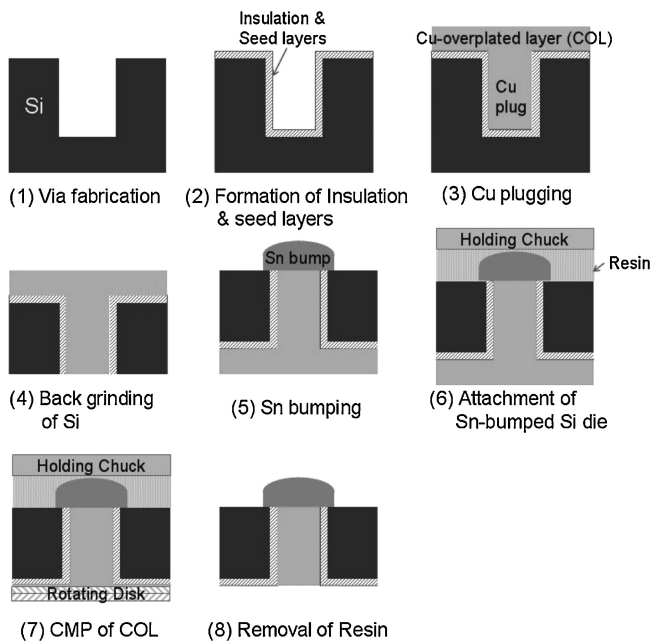 Insulation &
Seed layers
Cu-overplated layer (COL)
Si
Cu
plug
(1) Via fabrication
(2) Formation of Insulation
& seed layers
(3) Cu plugging
Sn bump
Holding Chuck
Resin
(4) Back grinding
of Si
(5) Sn bumping
(6) Attachment of
Sn-bumped Si die
Holding Chuck
Rotating Disk
(7) CMP of COL
(8) Removal of Resin